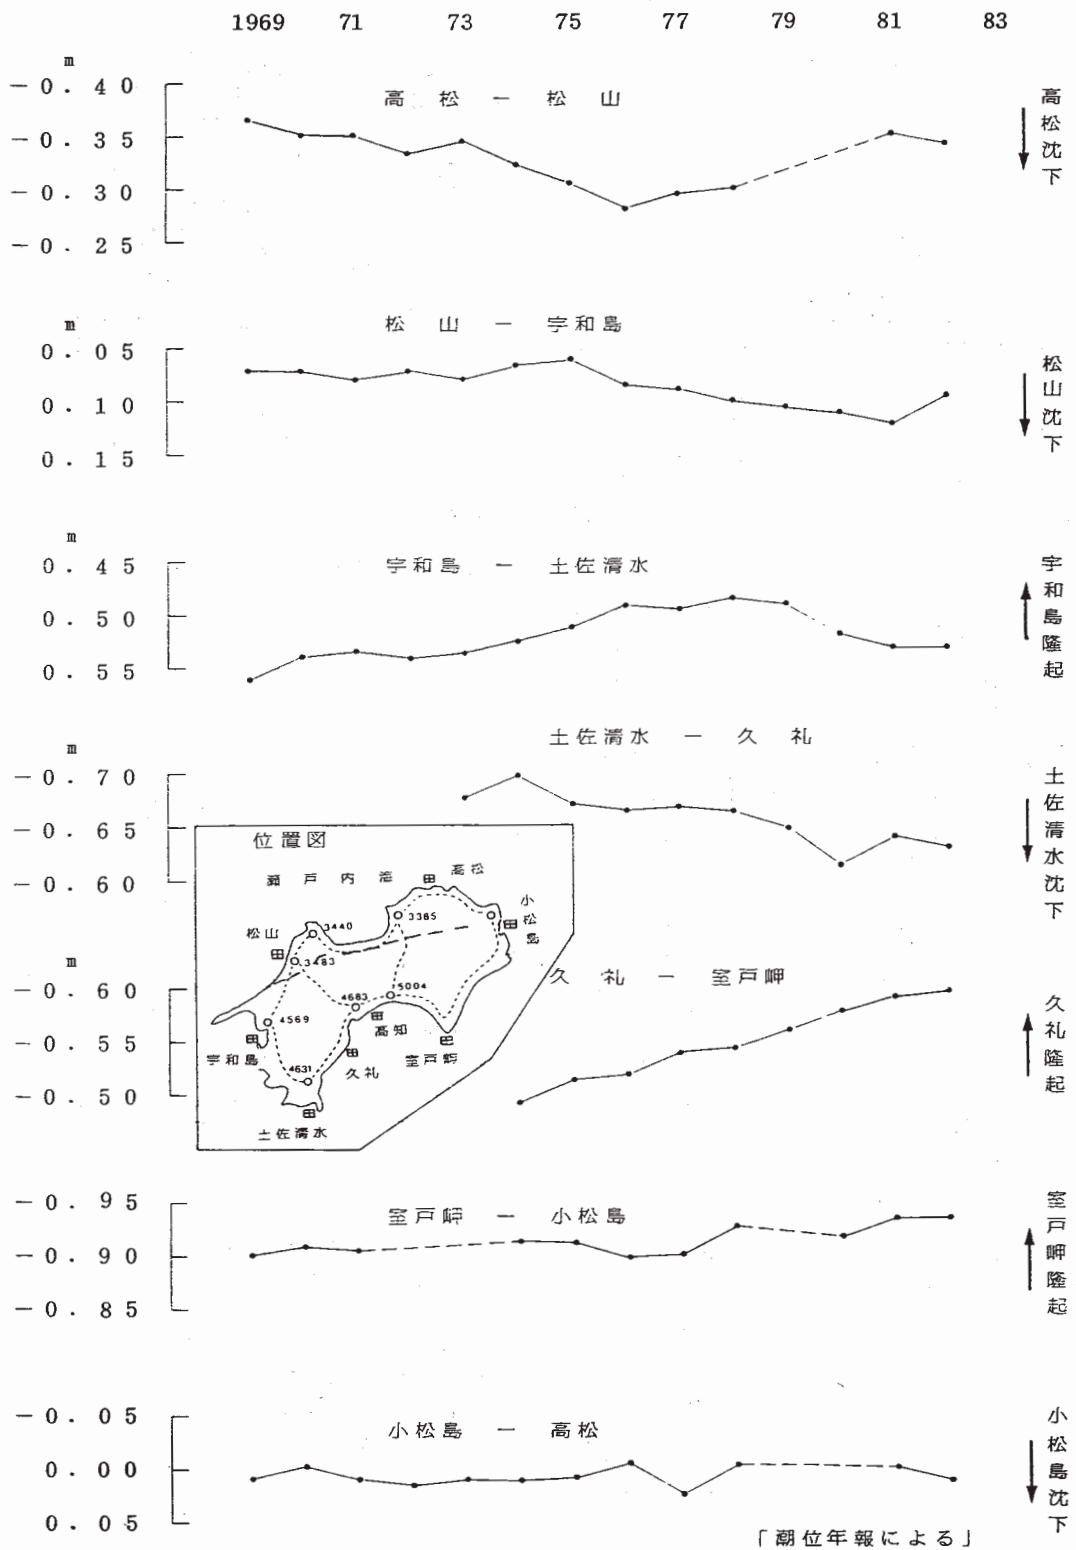 1969 71 73 75 77 79 81 83
m
-0.40
-0.35
-0.30
-0.25
高松 ー 松山
高松沈下
m
0.05
0.10
0.15
松山 ー 宇和島
松山沈下
m
0.45
0.50
0.55
宇和島 ー 土佐清水
宇和島隆起
m
-0.70
-0.65
-0.60
土佐清水 ー 久礼
土佐清水沈下
位置図
瀬戸内海
高松
小松島
松山
3440
3385
3483
4683
5004
4569
高知
宇和島
4631
久礼
室戸岬
土佐清水
m
-0.60
-0.55
-0.50
久礼 ー 室戸岬
久礼隆起
-0.95
-0.90
-0.85
室戸岬 ー 小松島
室戸岬隆起
-0.05
0.00
0.05
小松島 ー 高松
小松島沈下
「潮位年報による」